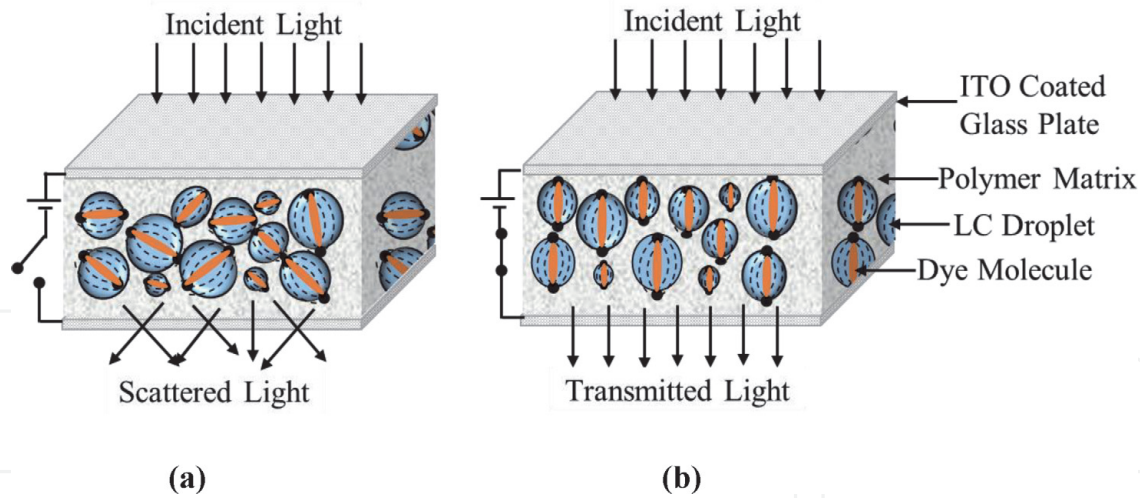 Incident Light
Incident Light
ITO Coated
Glass Plate
Polymer Matrix
LC Droplet
Dye Molecule
Scattered Light
Transmitted Light
(a)
(b)